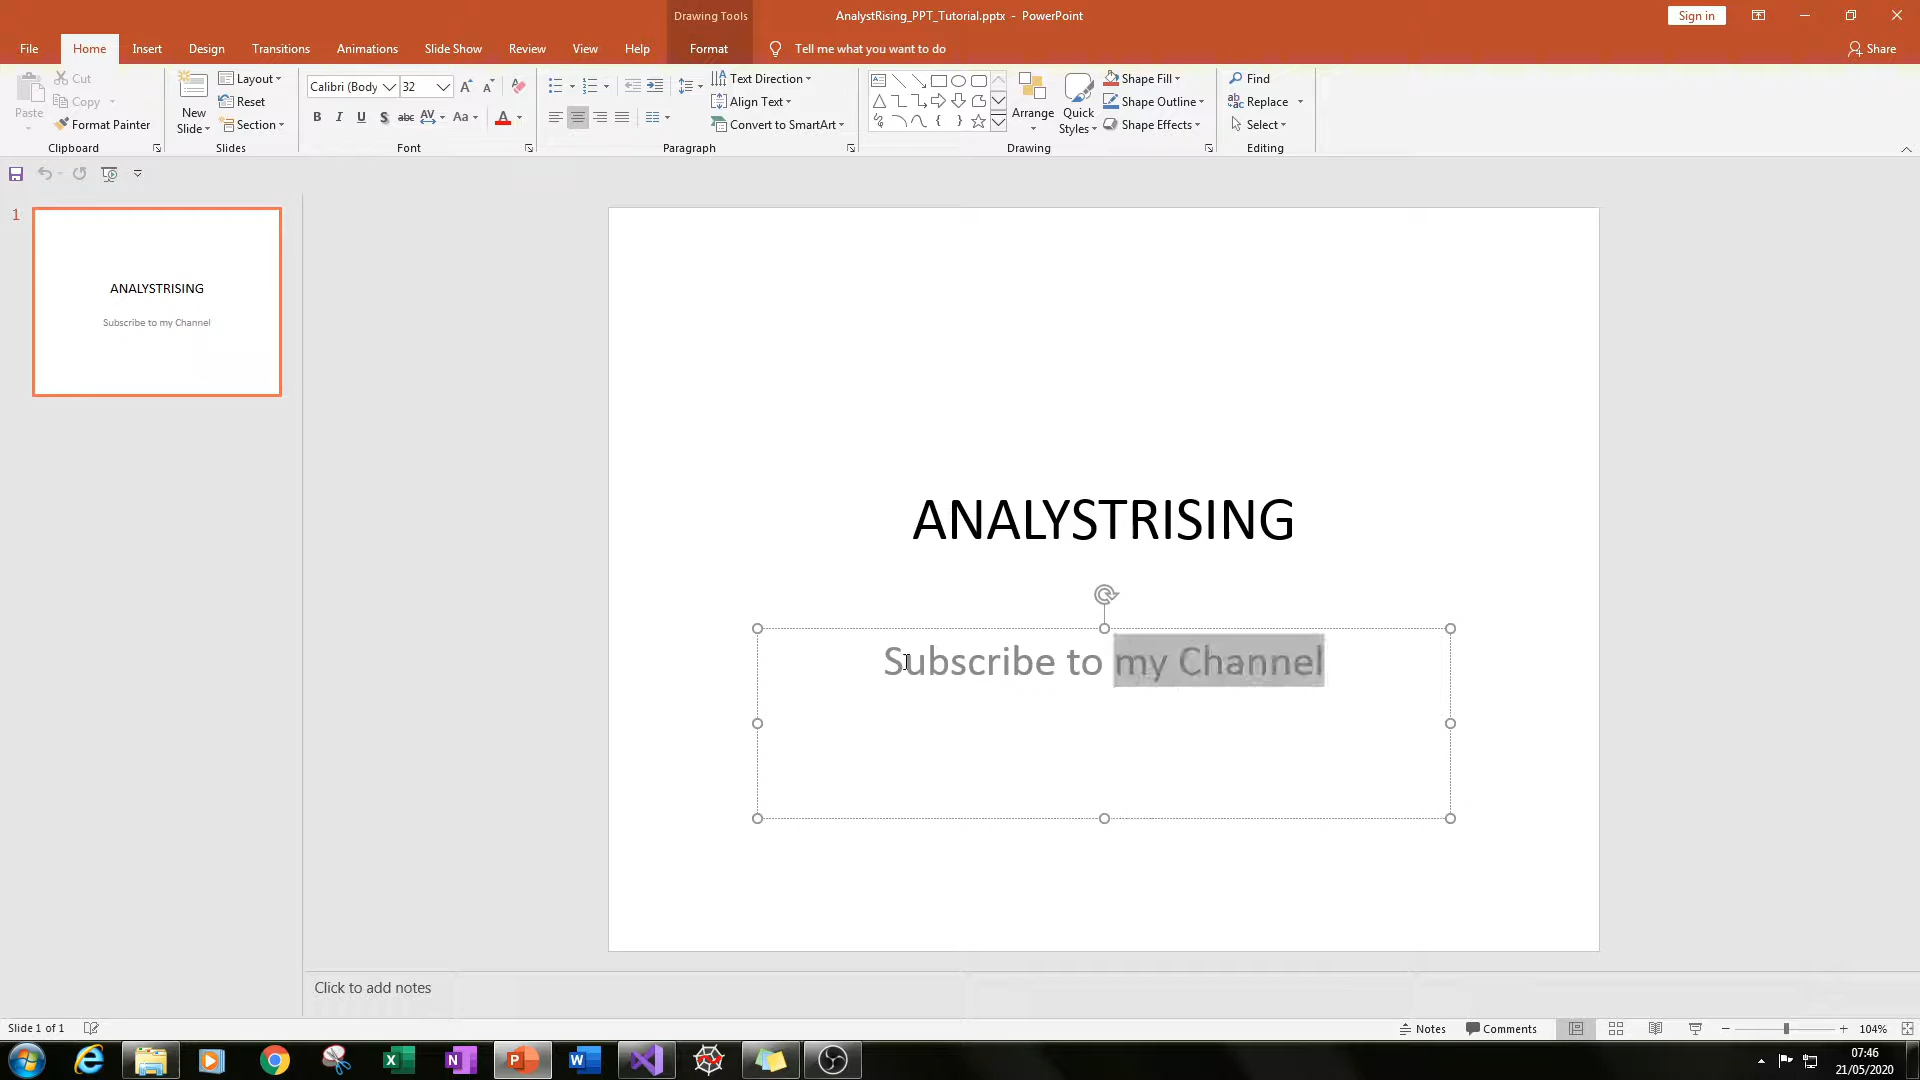 Drawing Tools
AnalystRising_PPT_Tutorial.pptx - PowerPoint
Sign in
File Home Insert Design Transitions Animations Slide Show Review View Help Format Tell me what you want to do Share
Paste
Cut
Copy
Format Painter
Clipboard
New Slide
Layout
Reset
Section
Slides
Calibri (Body 32
B I U S abc AV Aa A
Font
Text Direction
Align Text
Convert to SmartArt
Paragraph
Arrange
Quick Styles
Shape Fill
Shape Outline
Shape Effects
Drawing
Find
Replace
Select
Editing
1
ANALYSTRISING
Subscribe to my Channel
ANALYSTRISING
Subscribe to my Channel
Click to add notes
Slide 1 of 1
Notes
Comments
104%
07:46
21/05/2020